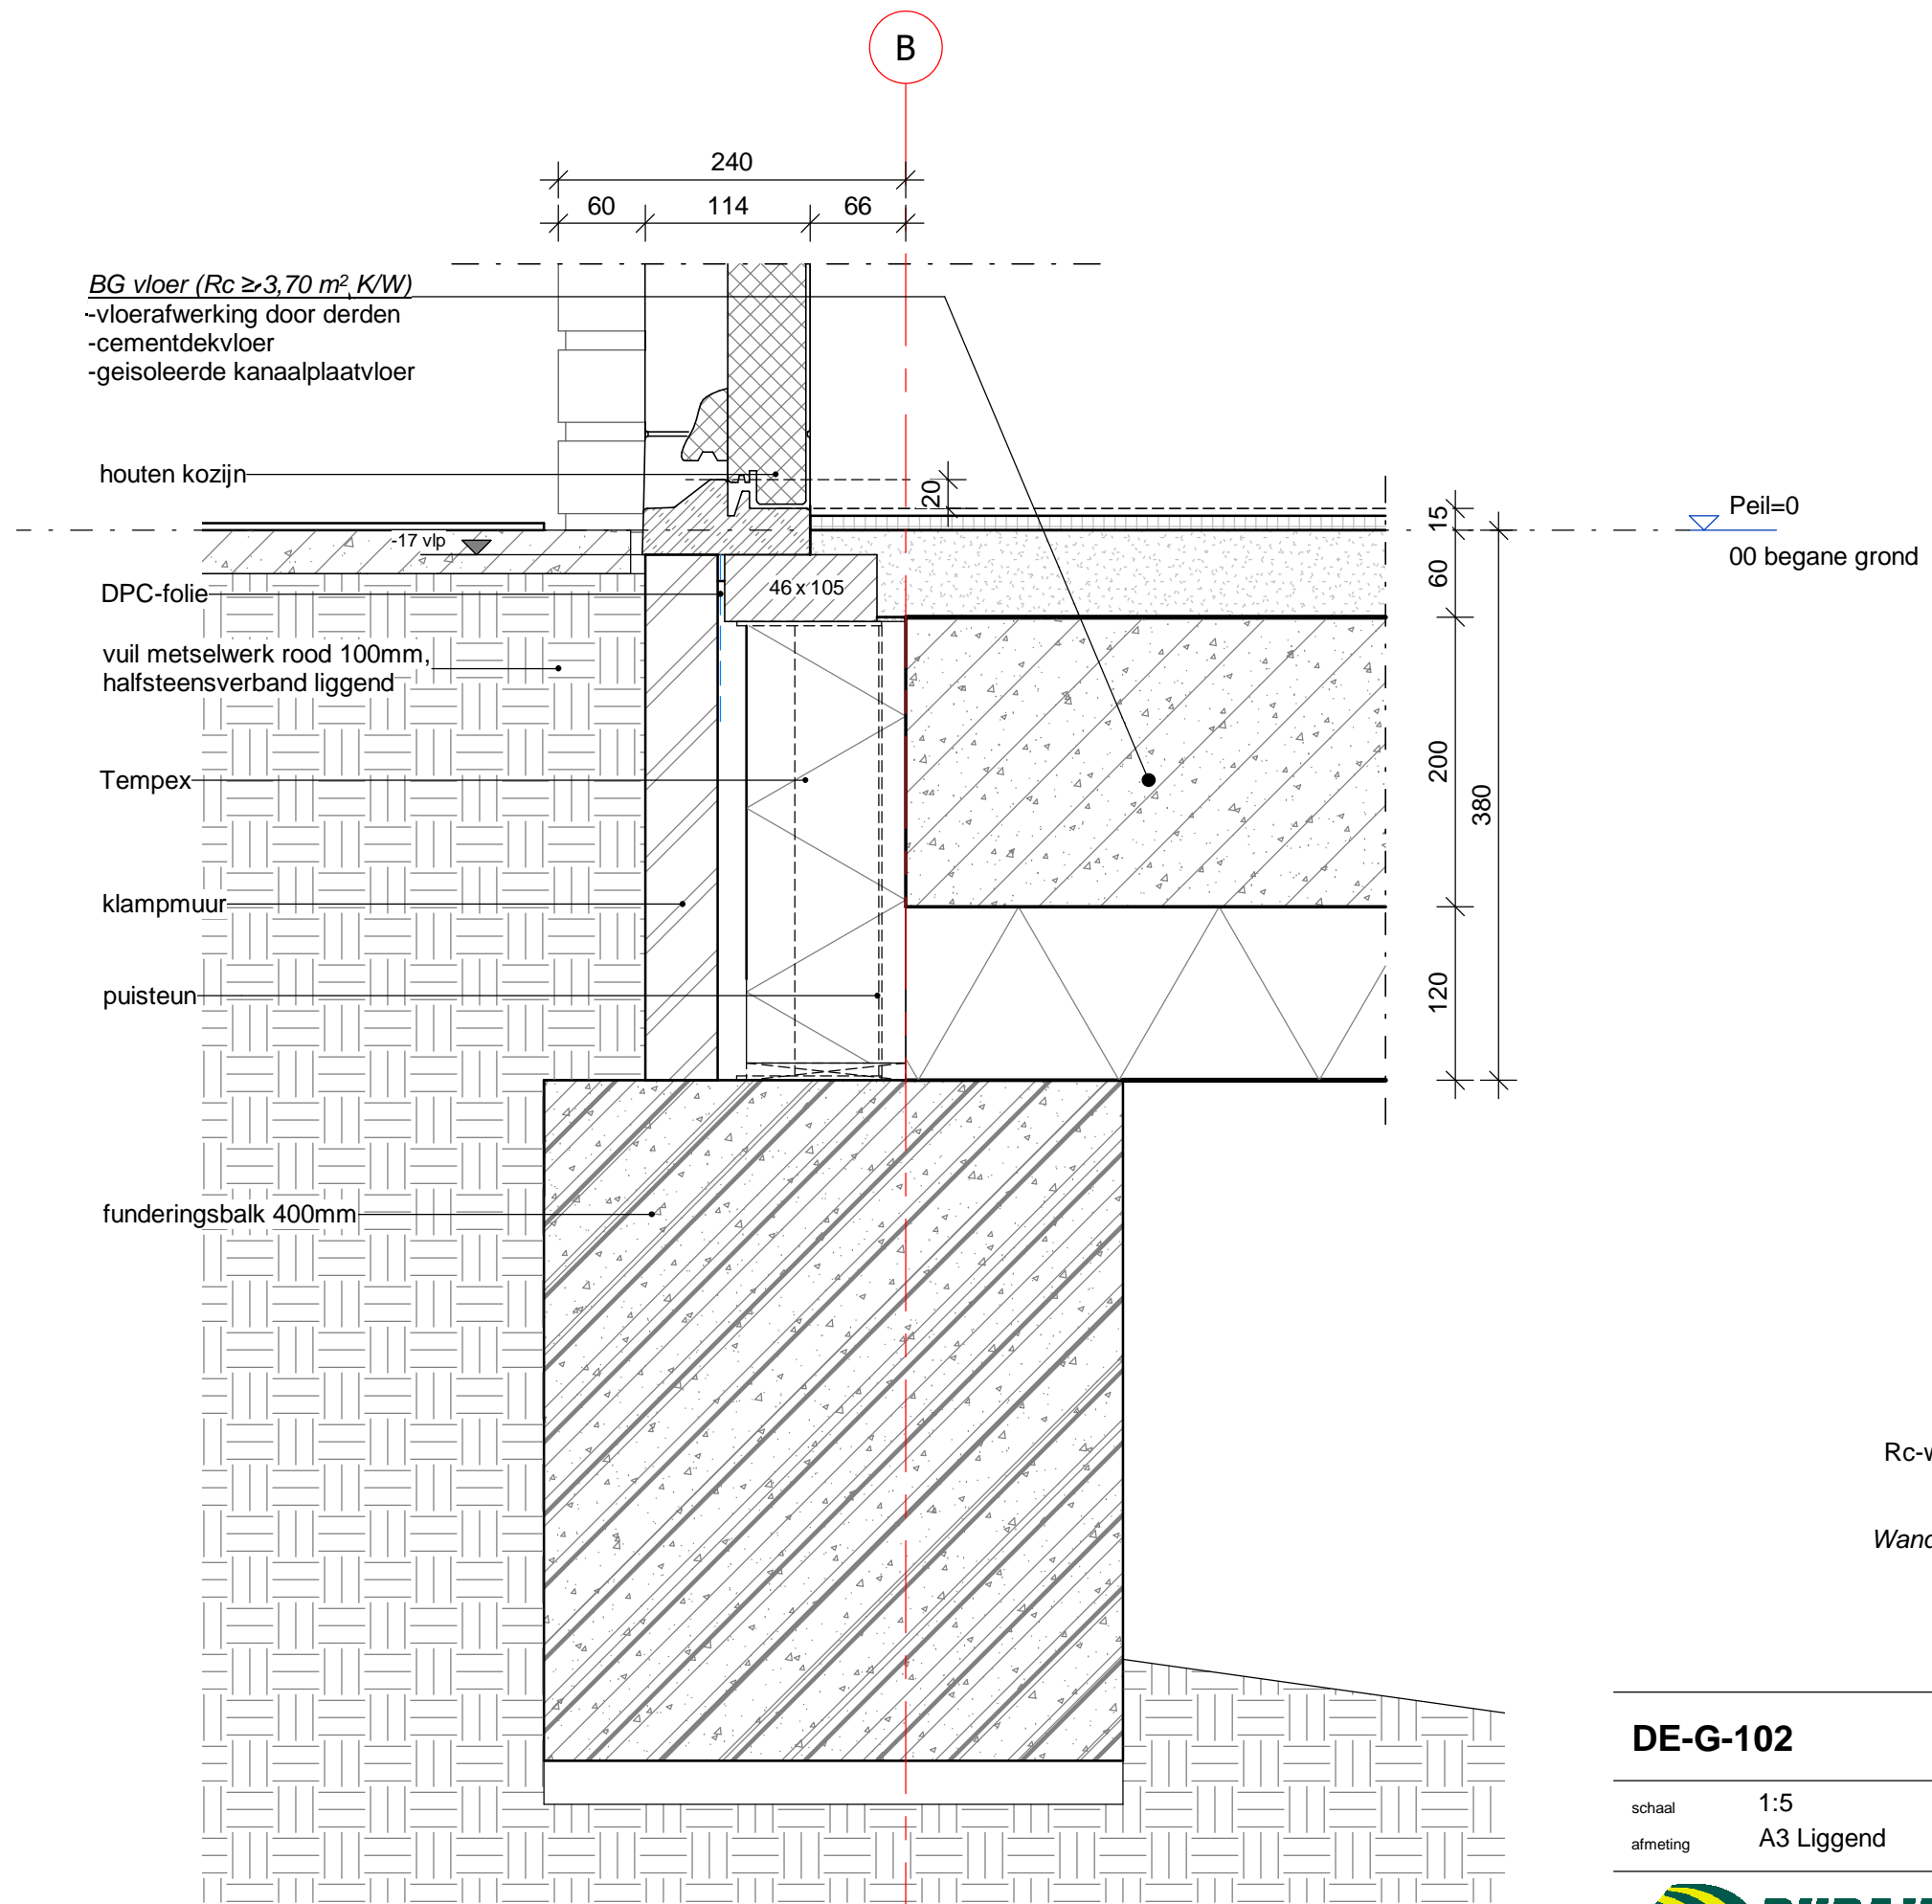 B
240
60 114 66
BG vloer (Rc ≥ 3,70 m² K/W)
-vloerafwerking door derden
-cementdekvloer
-geisoleerde kanaalplaatvloer
houten kozijn
20
15
Peil=0
-17 vlp
00 begane grond
60
DPC-folie
46 x 105
vuil metselwerk rood 100mm,
halfsteensverband liggend
Tempex
200
380
klampmuur
puisteun
120
funderingsbalk 400mm
Rc-w
Wand
DE-G-102
schaal 1:5
afmeting A3 Liggend